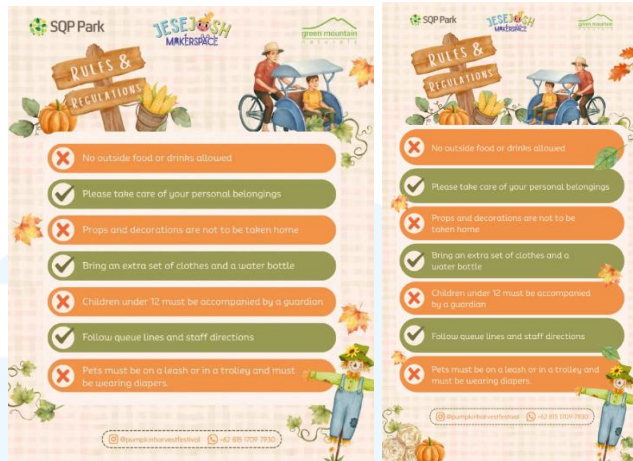 SQP Park
JESEJOSH
MAKERSPACE
green mountain
naturals
RULES &
REGULATIONS
No outside food or drinks allowed
Please take care of your personal belongings
Props and decorations are not to be taken home
Bring an extra set of clothes and a water bottle
Children under 12 must be accompanied by a guardian
Follow queue lines and staff directions
Pets must be on a leash or in a trolley and must
be wearing diapers.
@pumpkinharvestfestival +62 815 1709 7930
SQP Park
JESEJOSH
MAKERSPACE
green mountain
naturals
RULES &
REGULATIONS
No outside food or drinks allowed
Please take care of your personal belongings
Props and decorations are not to be
taken home
Bring an extra set of clothes and a
water bottle
Children under 12 must be accompanied
by a guardian
Follow queue lines and staff directions
Pets must be on a leash or in a trolley and
must be wearing diapers.
@pumpkinharvestfestival +62 815 1709 7930